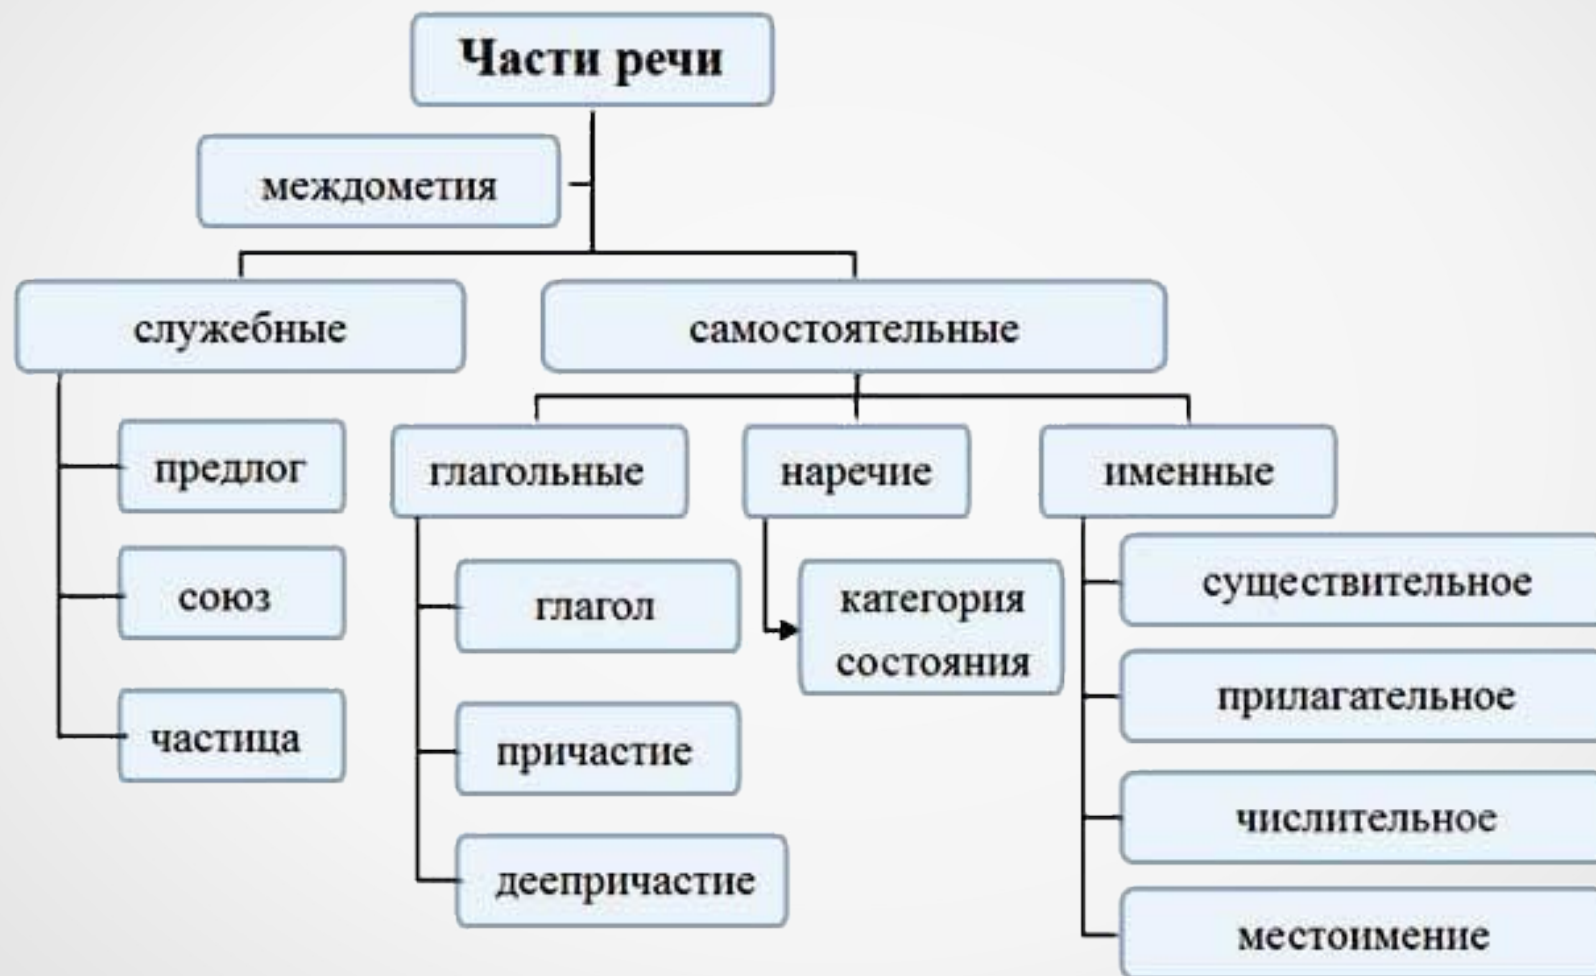 Части речи
междометия
служебные
самостоятельные
предлог
союз
частица
глагольные
глагол
причастие
деепричастие
наречие
категория
состояния
именные
существительное
прилагательное
числительное
местоимение